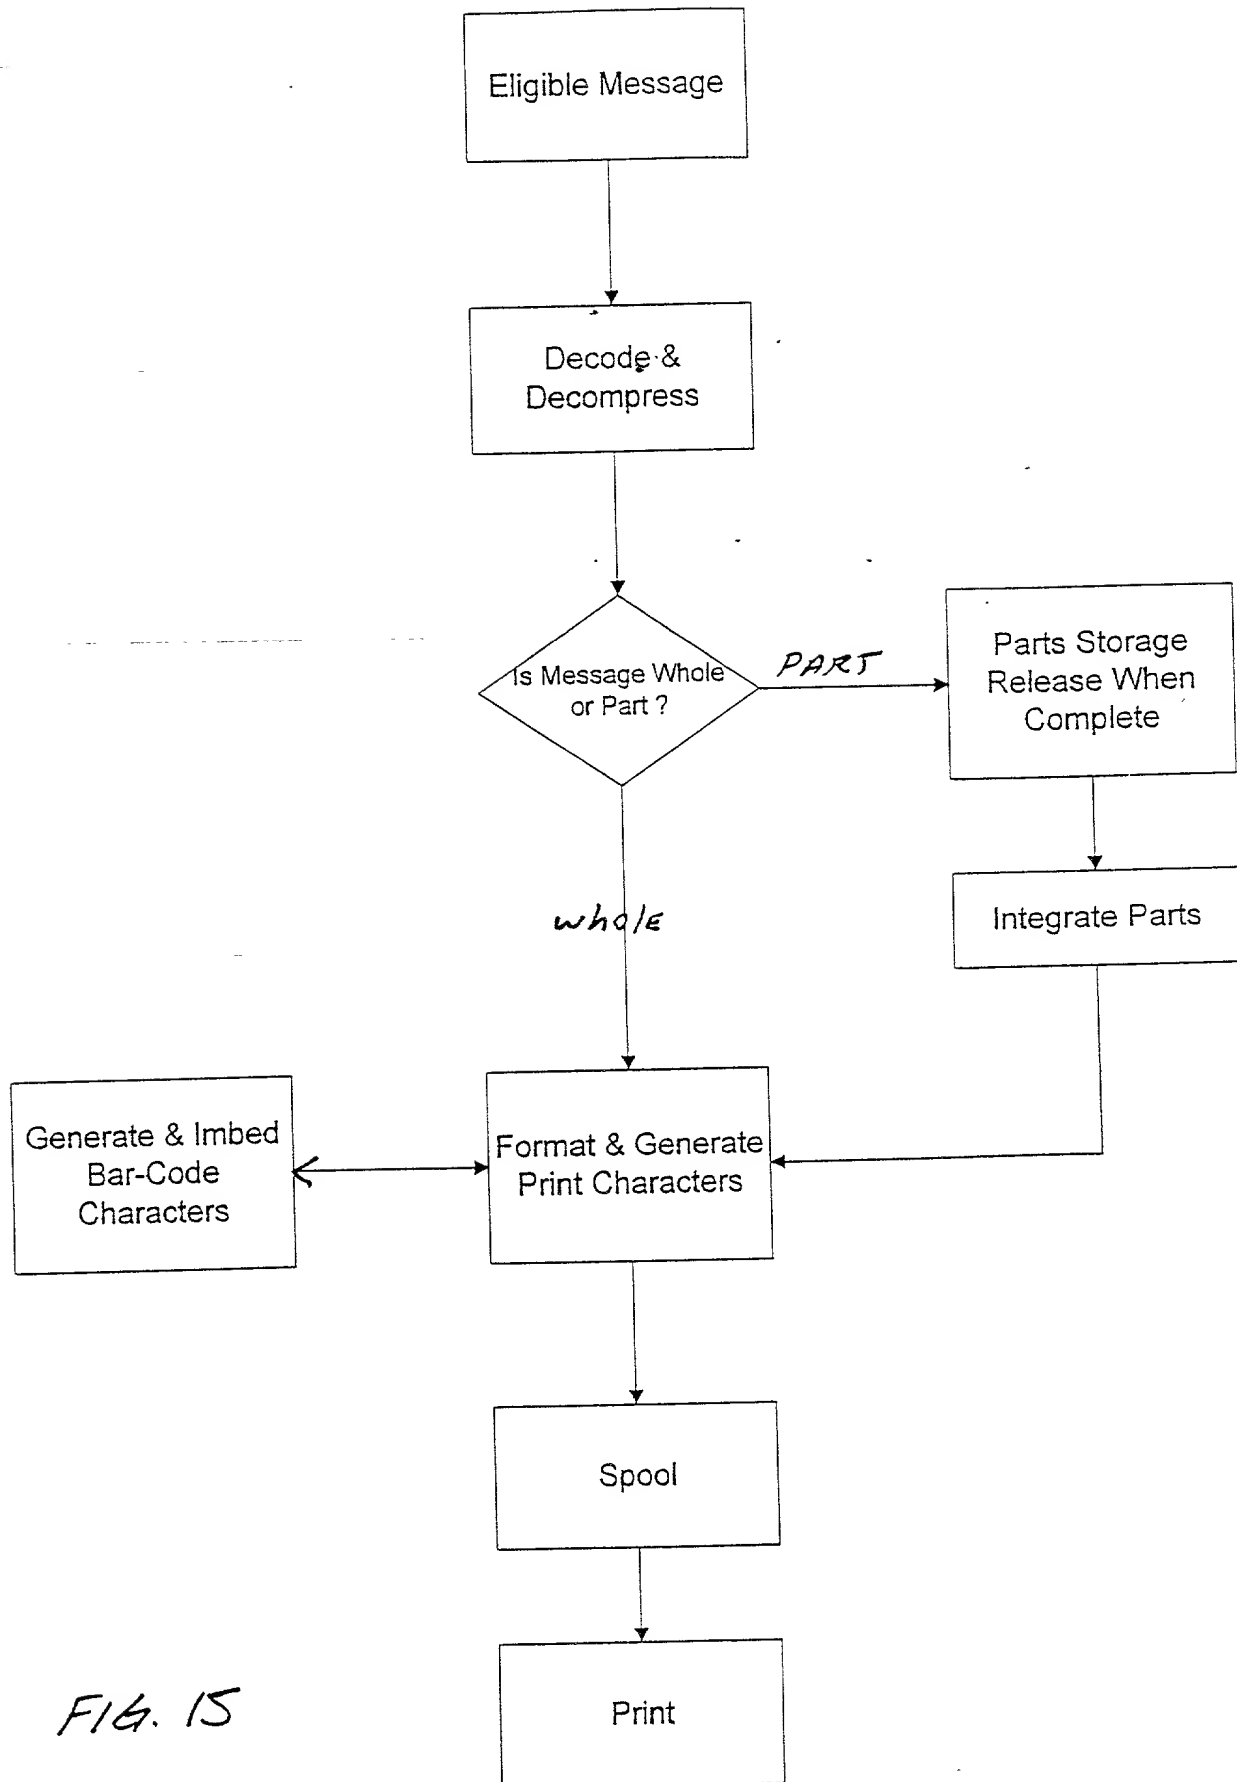 Eligible Message
Decode &
Decompress
Is Message Whole
or Part ?
PART
Parts Storage
Release When
Complete
Integrate Parts
whole
Generate & Imbed
Bar-Code
Characters
Format & Generate
Print Characters
Spool
Print
FIG. 15